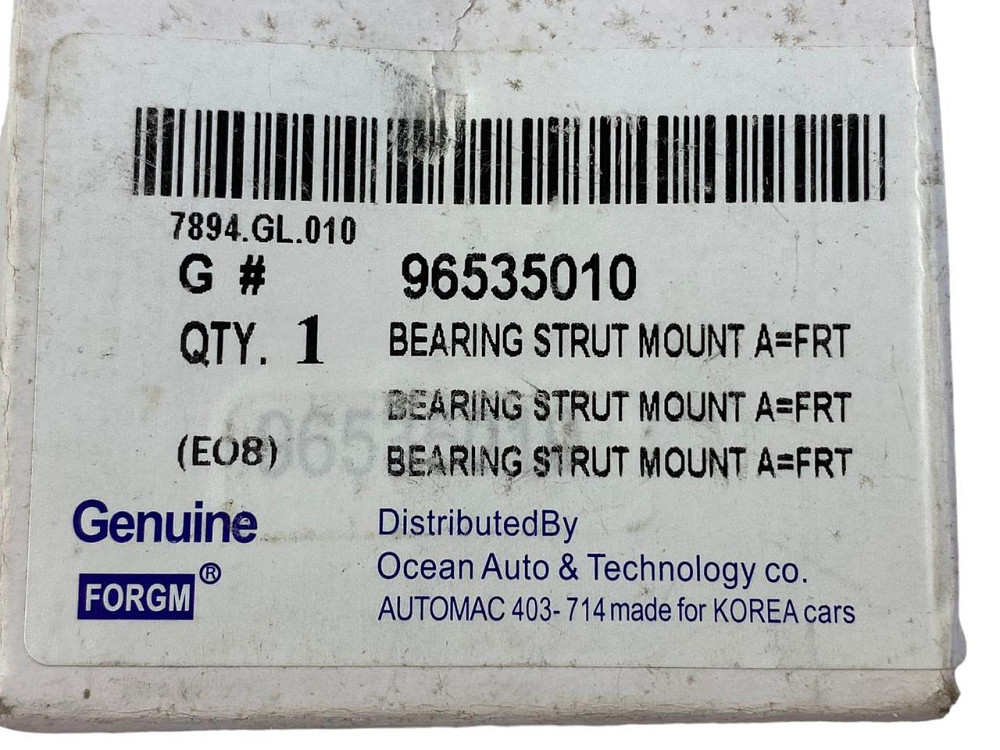 7894.GL.010
G # 96535010
QTY. 1 BEARING STRUT MOUNT A=FRT
BEARING STRUT MOUNT A=FRT
(E08) BEARING STRUT MOUNT A=FRT
Genuine DistributedBy
FORGM® Ocean Auto & Technology co.
AUTOMAC 403-714 made for KOREA cars